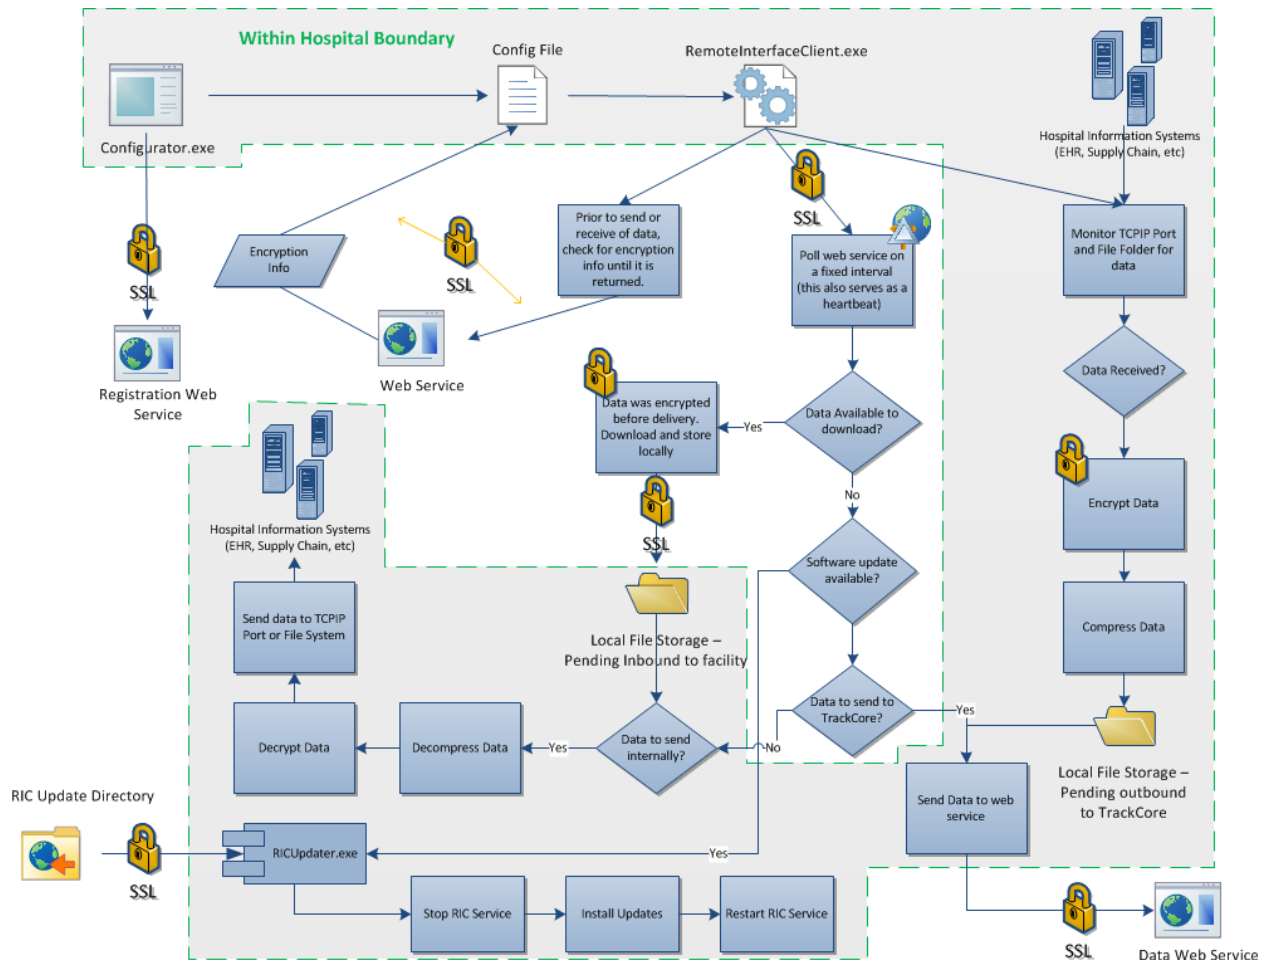 Within Hospital Boundary
Config File
RemoteInterfaceClient.exe
Configurator.exe
Hospital Information Systems
(EHR, Supply Chain, etc)
SSL
SSL
SSL
Encryption
Info
Prior to send or
receive of data,
check for encryption
info until it is
returned.
Poll web service on
a fixed interval
(this also serves as a
heartbeat)
Monitor TCPIP Port
and File Folder for
data
Registration Web
Service
Web Service
Data Received?
Data was encrypted
before delivery.
Download and store
locally
Yes
Data Available to
download?
No
Encrypt Data
SSL
Hospital Information Systems
(EHR, Supply Chain, etc)
Software update
available?
Send data to TCPIP
Port or File System
Local File Storage –
Pending Inbound to facility
Compress Data
Data to send to
TrackCore?
Yes
No
Data to send
internally?
Yes
Decompress Data
Decrypt Data
Local File Storage –
Pending outbound
to TrackCore
Send Data to web
service
RIC Update Directory
SSL
RICUpdater.exe
Yes
Stop RIC Service
Install Updates
Restart RIC Service
SSL
Data Web Service